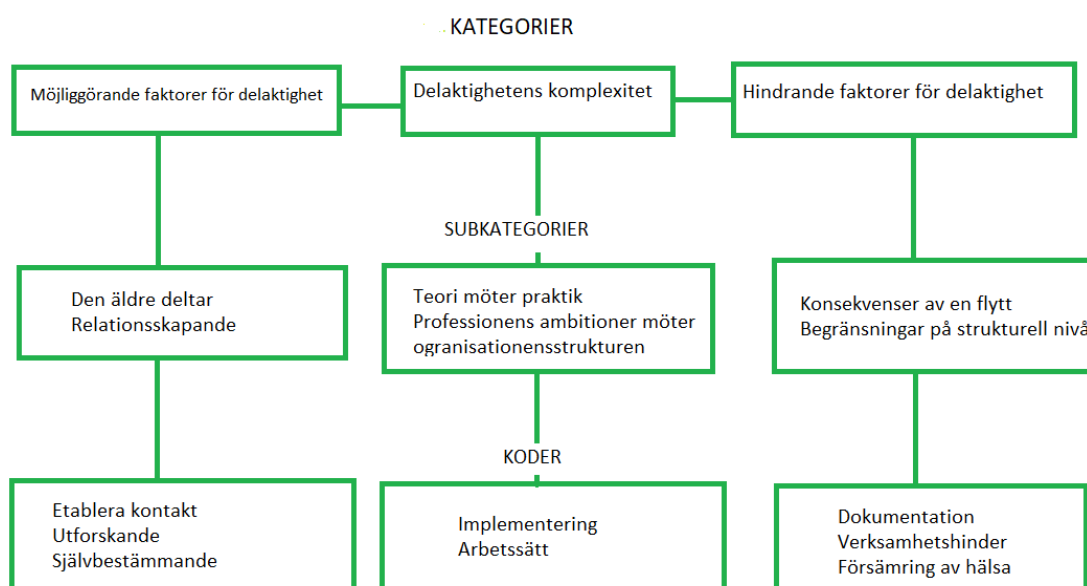 KATEGORIER
Möjliggörande faktorer för delaktighet
Delaktighetens komplexitet
Hindrande faktorer för delaktighet
SUBKATEGORIER
Den äldre deltar
Relationsskapande
Teori möter praktik
Professionens ambitioner möter
ogranisationensstrukturen
Konsekvenser av en flytt
Begränsningar på strukturell nivå
KODER
Etablera kontakt
Utforskande
Självbestämmande
Implementering
Arbetssätt
Dokumentation
Verksamhetshinder
Försämring av hälsa